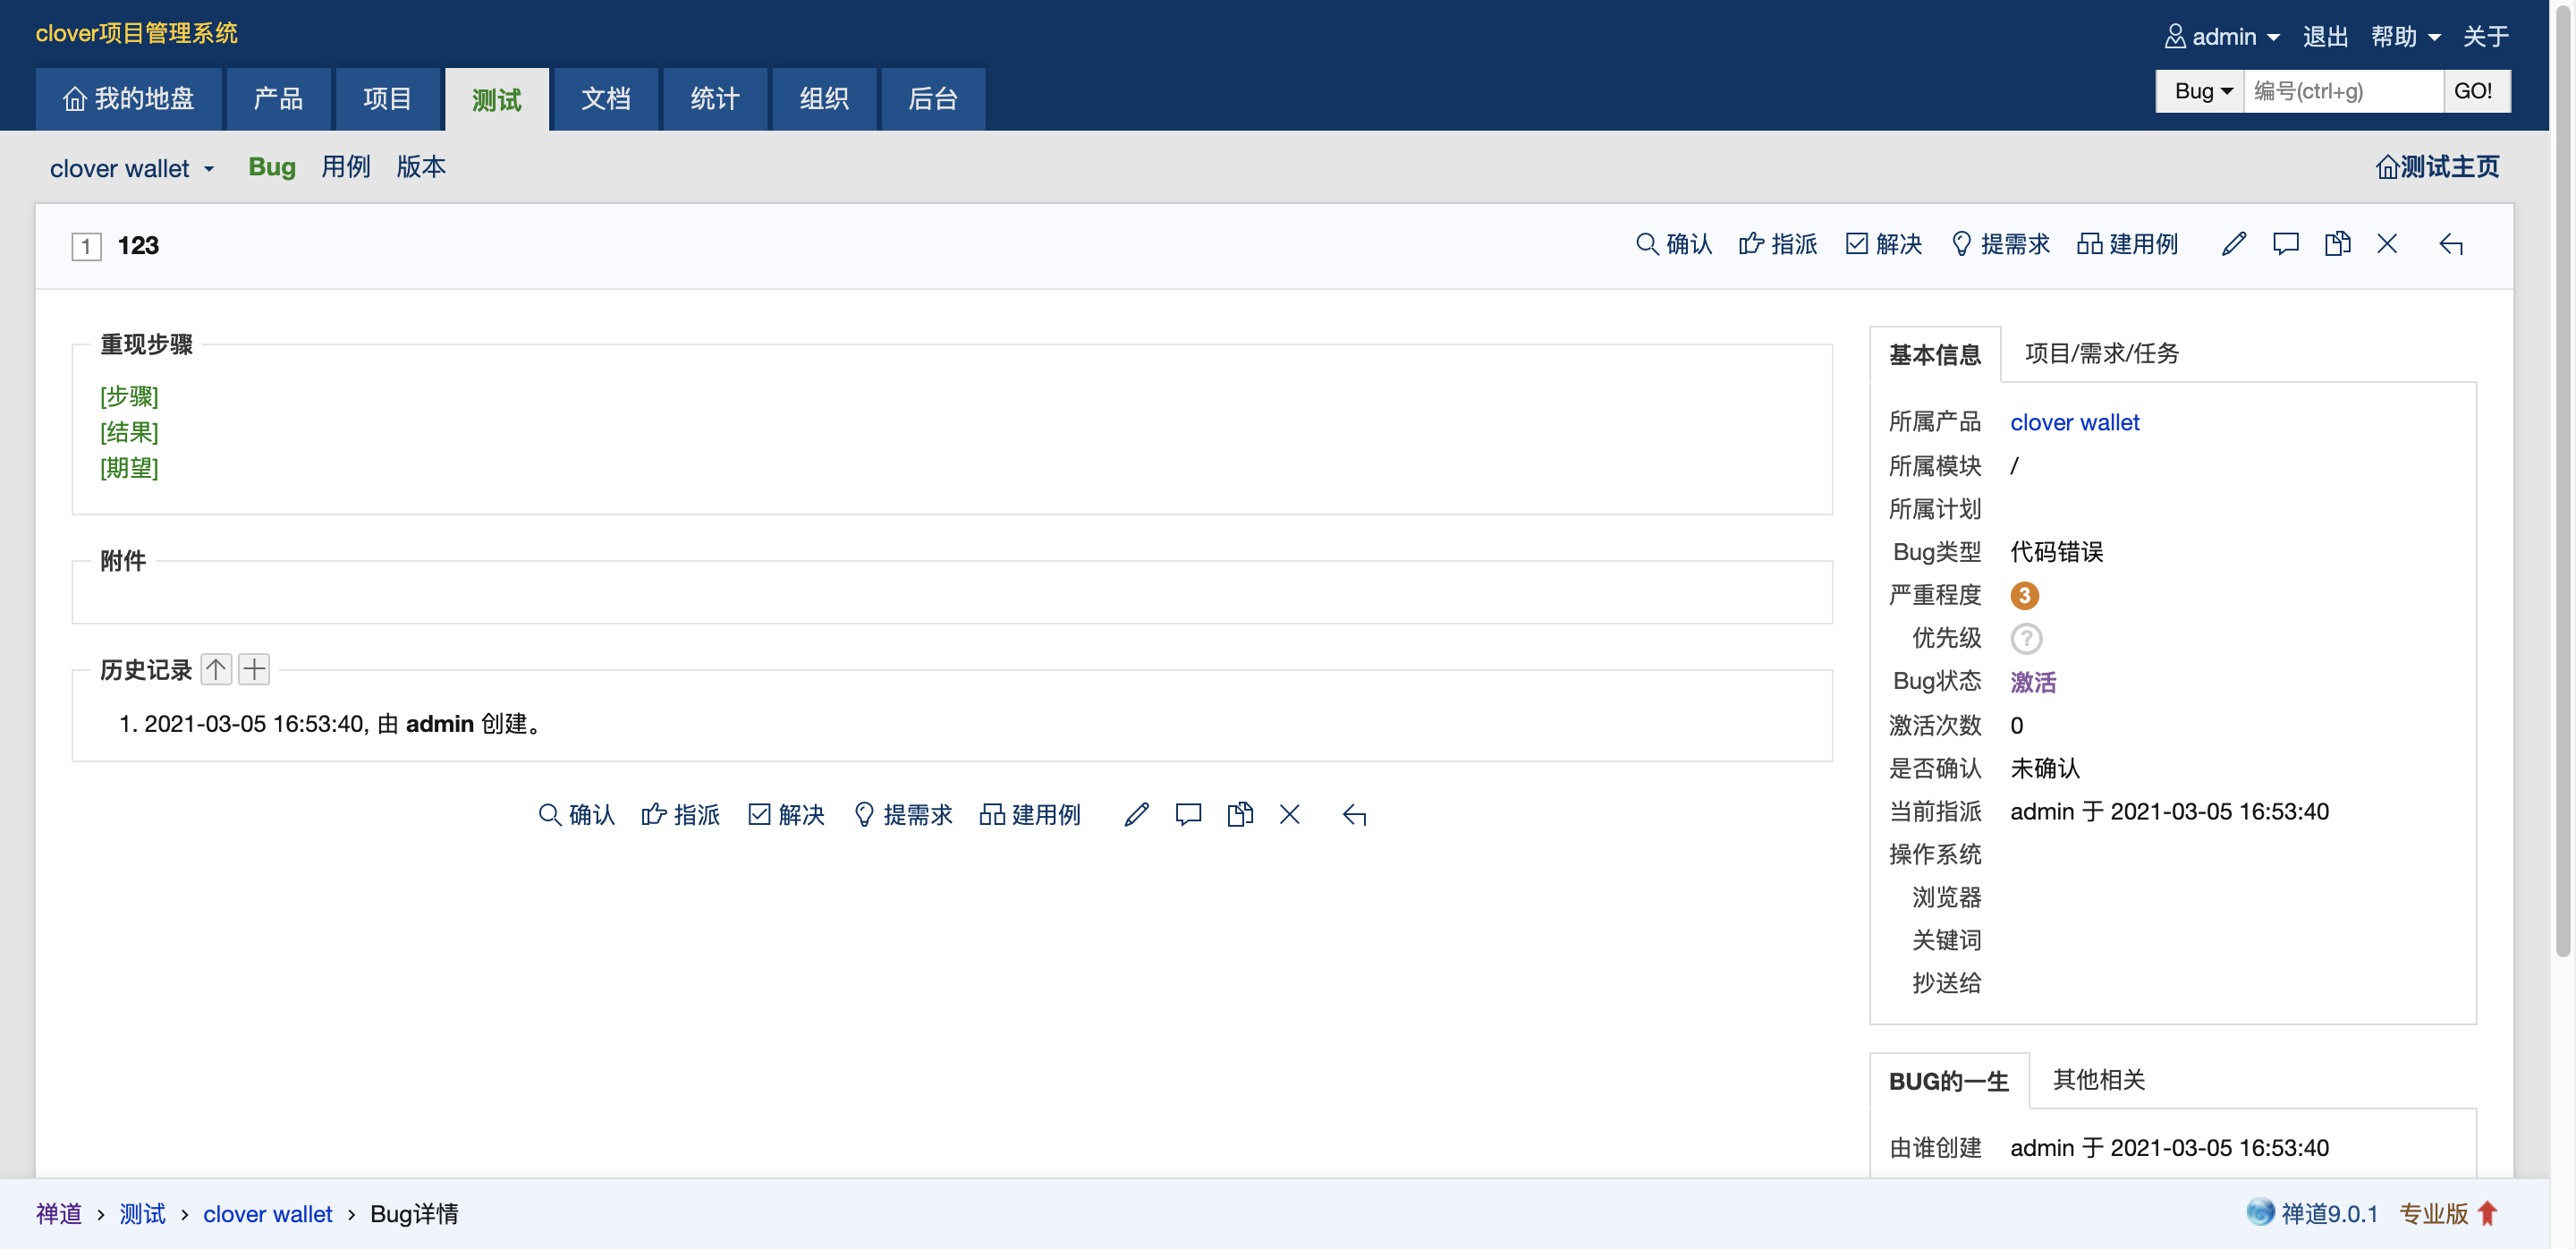 clover项目管理系统
admin 退出 帮助 关于
我的地盘 产品 项目 测试 文档 统计 组织 后台
Bug 编号(ctrl+g) GO!
clover wallet Bug 用例 版本 测试主页
1 123 确认 指派 解决 提需求 建用例
重现步骤
[步骤]
[结果]
[期望]
附件
历史记录
1. 2021-03-05 16:53:40, 由 admin 创建。
确认 指派 解决 提需求 建用例
基本信息 项目/需求/任务
所属产品 clover wallet
所属模块 /
所属计划
Bug类型 代码错误
严重程度 3
优先级 ?
Bug状态 激活
激活次数 0
是否确认 未确认
当前指派 admin 于 2021-03-05 16:53:40
操作系统
浏览器
关键词
抄送给
BUG的一生 其他相关
由谁创建 admin 于 2021-03-05 16:53:40
禅道 › 测试 › clover wallet › Bug详情
禅道9.0.1 专业版